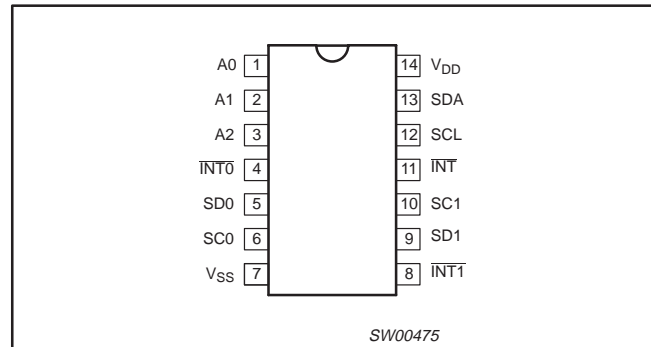 A0 1 14 VDD
A1 2 13 SDA
A2 3 12 SCL
INT0 4 11 INT
SD0 5 10 SC1
SC0 6 9 SD1
VSS 7 8 INT1
SW00475